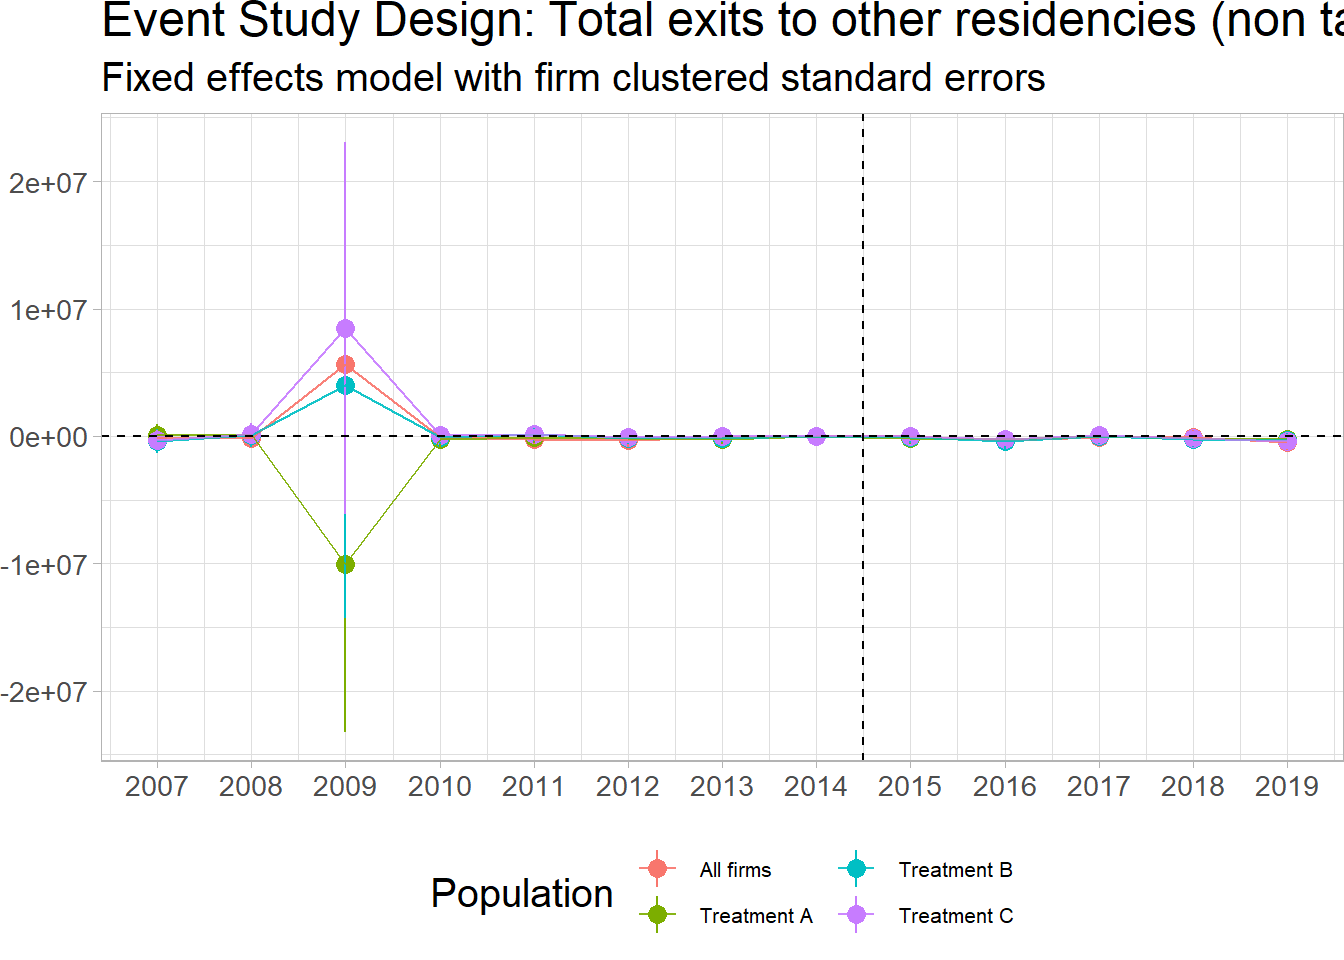 Event Study Design: Total exits to other residencies (non ta
Fixed effects model with firm clustered standard errors
2e+07
1e+07
0e+00
-1e+07
-2e+07
2007 2008 2009 2010 2011 2012 2013 2014 2015 2016 2017 2018 2019
Population
All firms
Treatment B
Treatment A
Treatment C